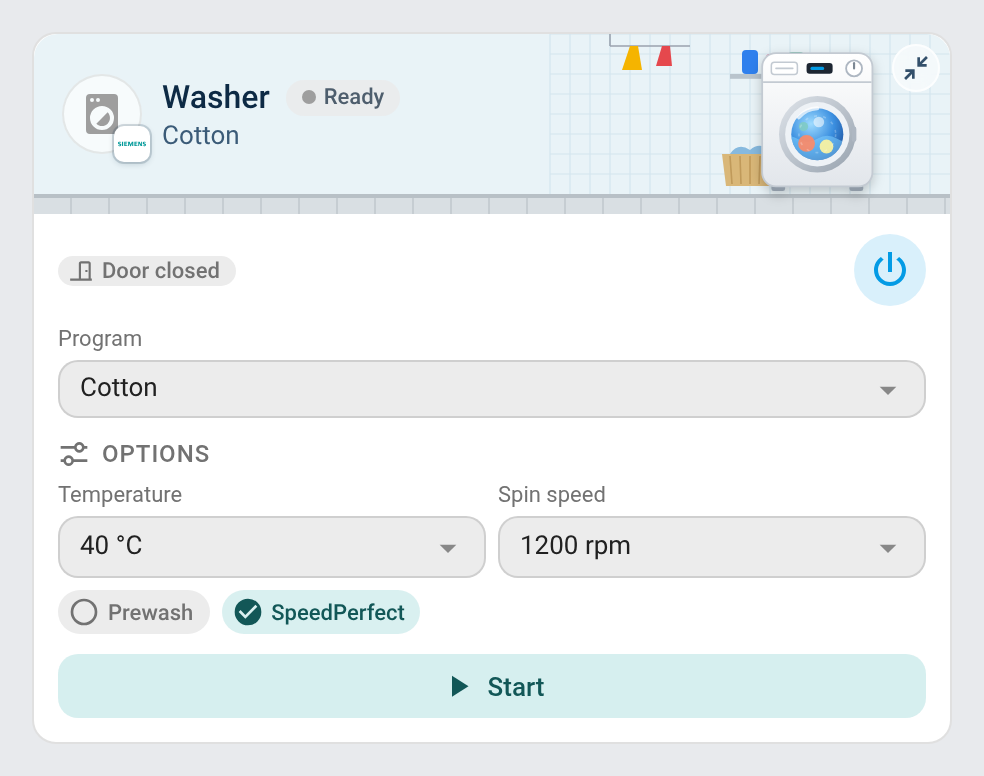 Washer
Ready
Cotton
SIEMENS
Door closed
Program
Cotton
OPTIONS
Temperature
Spin speed
40 °C
1200 rpm
Prewash
SpeedPerfect
Start